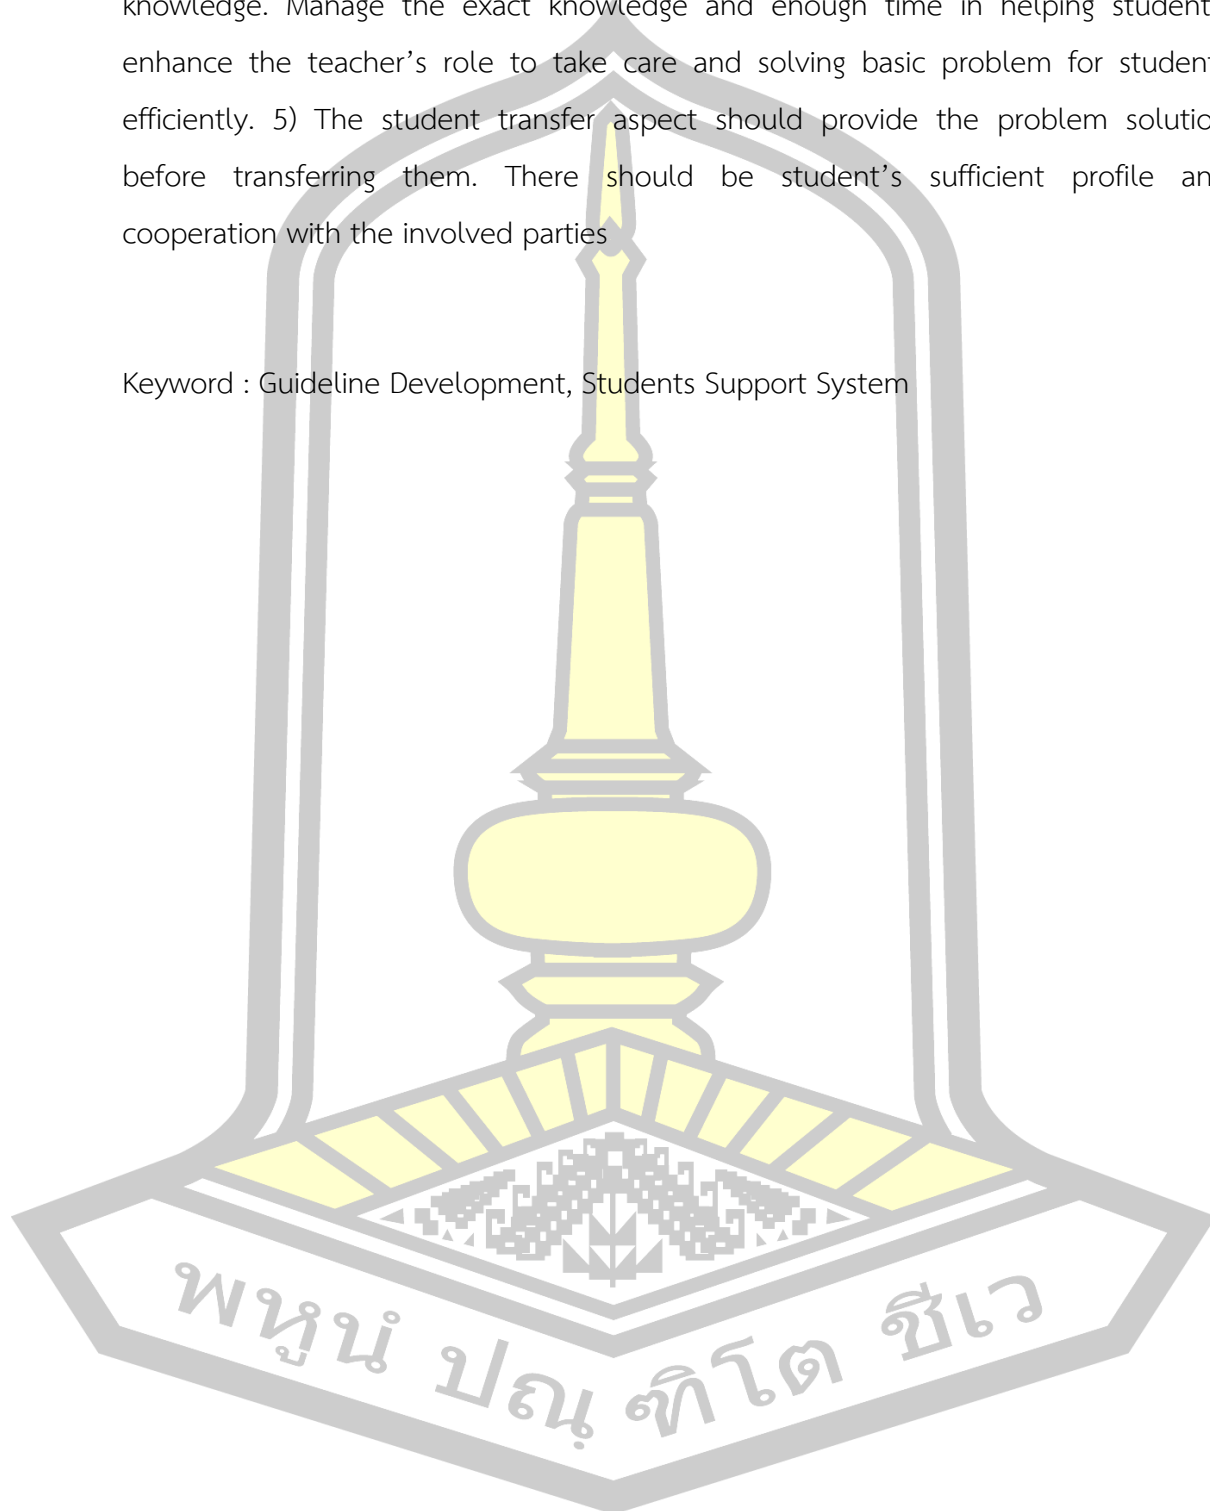 knowledge. Manage the exact knowledge and enough time in helping student
enhance the teacher’s role to take care and solving basic problem for studen
efficiently. 5) The student transfer aspect should provide the problem solutio
before transferring them. There should be student’s sufficient profile an
cooperation with the involved parties
Keyword : Guideline Development, Students Support System
พหูนํ ปณฺ ฑิโต ชีเว